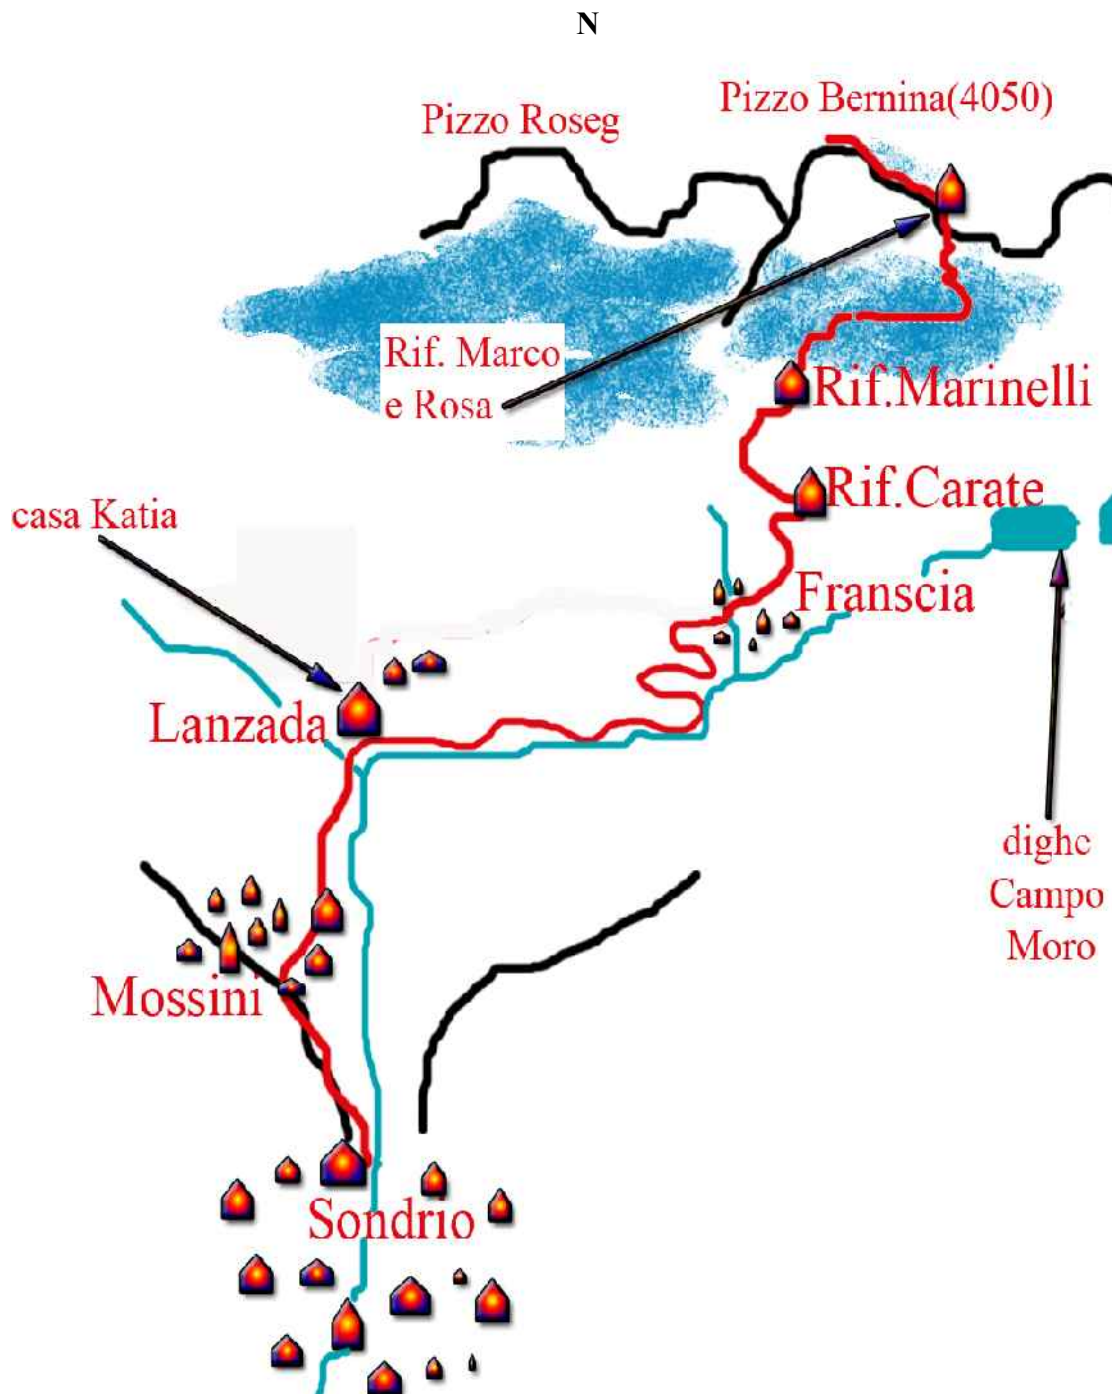 N
Pizzo Bernina(4050)
Pizzo Roseg
Rif. Marco
e Rosa
Rif.Marinelli
Rif.Carate
casa Katia
Franscia
Lanzada
dighe
Campo
Moro
Mossini
Sondrio